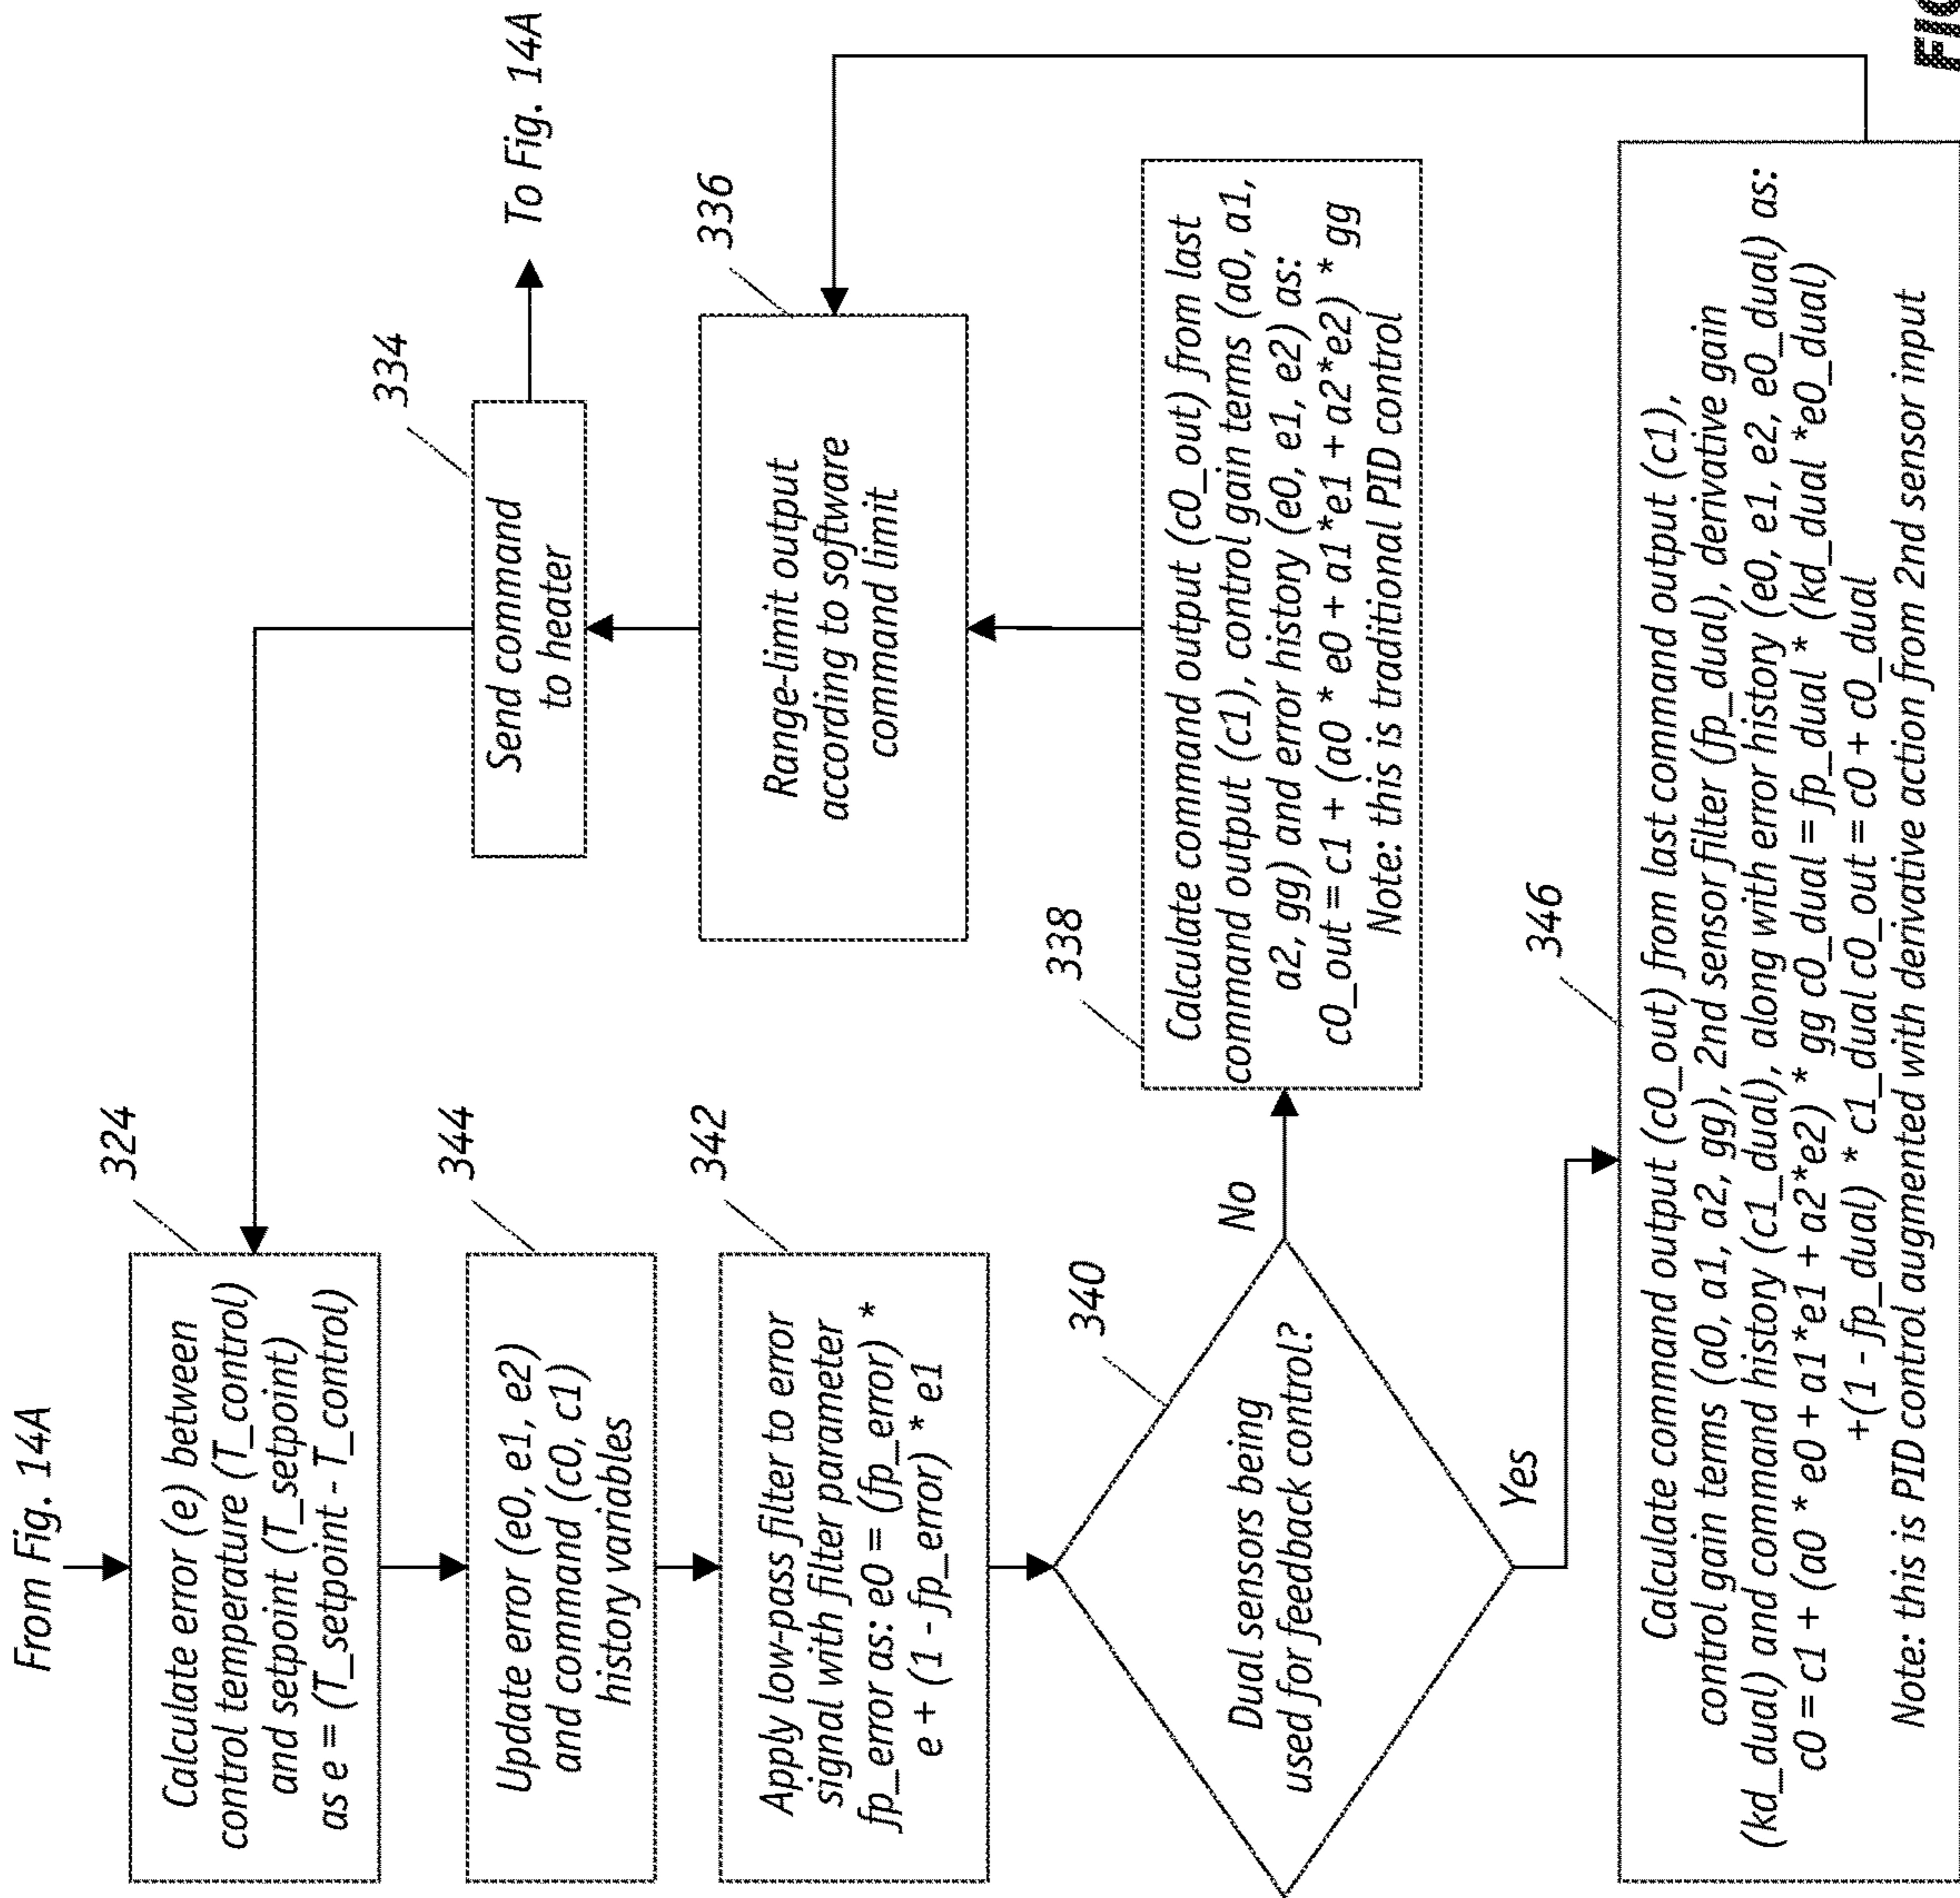 From Fig. 14A
324
Calculate error (e) between
control temperature (T_control)
and setpoint (T_setpoint)
as e = (T_setpoint - T_control)
344
Update error (e0, e1, e2)
and command (c0, c1)
history variables
342
Apply low-pass filter to error
signal with filter parameter
fp_error as: e0 = (fp_error) *
e + (1 - fp_error) * e1
340
Dual sensors being
used for feedback control?
No
Yes
334
Send command
to heater
To Fig. 14A
336
Range-limit output
according to software
command limit
338
Calculate command output (c0_out) from last
command output (c1), control gain terms (a0, a1,
a2, gg) and error history (e0, e1, e2) as:
c0_out = c1 + (a0 * e0 + a1*e1 + a2*e2) * gg
Note: this is traditional PID control
346
Calculate command output (c0_out) from last command output (c1),
control gain terms (a0, a1, a2, gg), 2nd sensor filter (fp_dual), derivative gain
(kd_dual) and command history (c1_dual), along with error history (e0, e1, e2, e0_dual) as:
c0 = c1 + (a0 * e0 + a1*e1 + a2*e2) * gg c0_dual = fp_dual * (kd_dual *e0_dual)
+(1 - fp_dual) * c1_dual c0_out = c0 + c0_dual
Note: this is PID control augmented with derivative action from 2nd sensor input